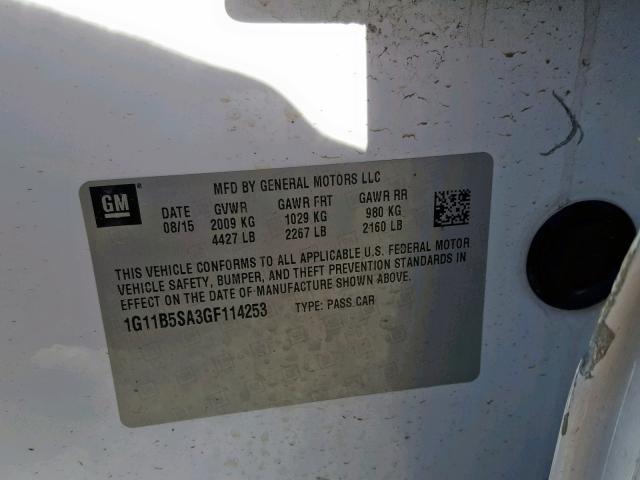 GM
MFD BY GENERAL MOTORS LLC
DATE GVWR GAWR FRT GAWR RR
08/15 2009 KG 1029 KG 980 KG
4427 LB 2267 LB 2160 LB
THIS VEHICLE CONFORMS TO ALL APPLICABLE U.S. FEDERAL MOTOR
VEHICLE SAFETY, BUMPER, AND THEFT PREVENTION STANDARDS IN
EFFECT ON THE DATE OF MANUFACTURE SHOWN ABOVE.
1G11B5SA3GF114253 TYPE: PASS CAR